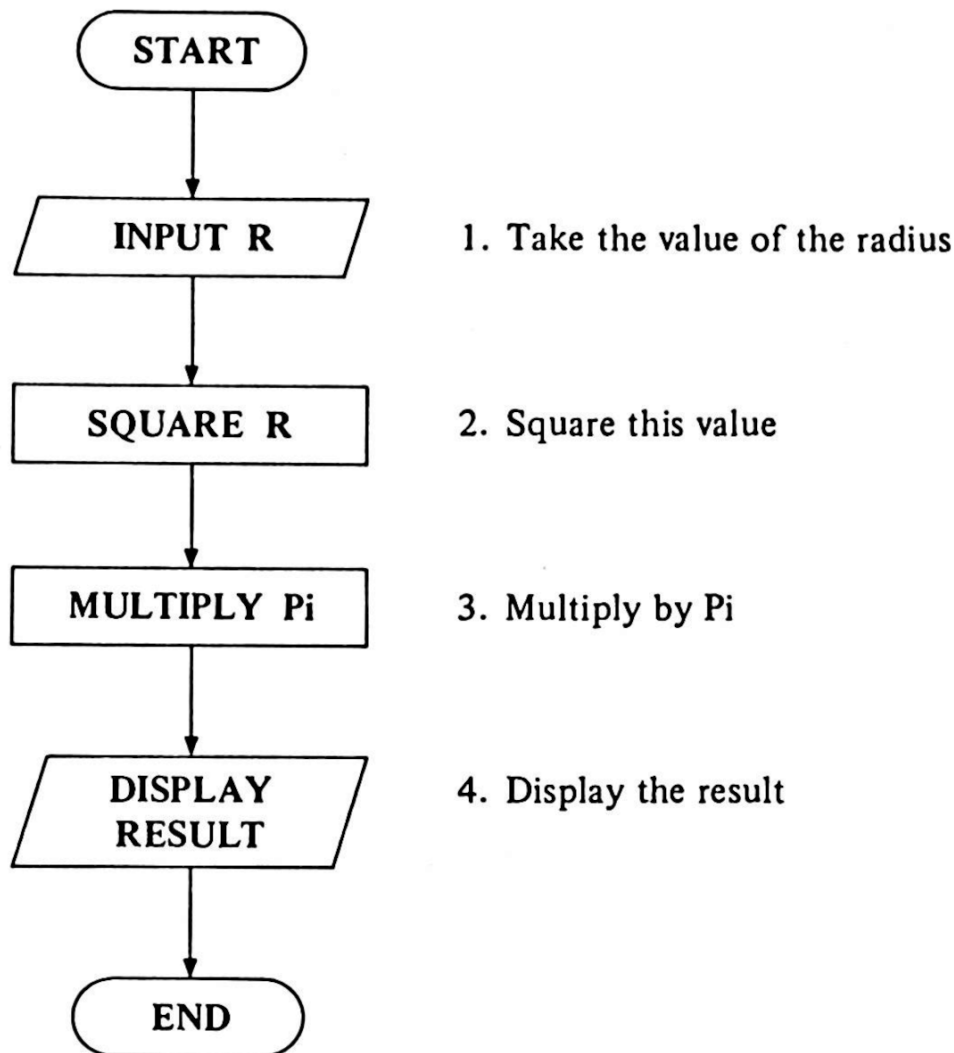 START
INPUT R
1. Take the value of the radius
SQUARE R
2. Square this value
MULTIPLY Pi
3. Multiply by Pi
DISPLAY
RESULT
4. Display the result
END